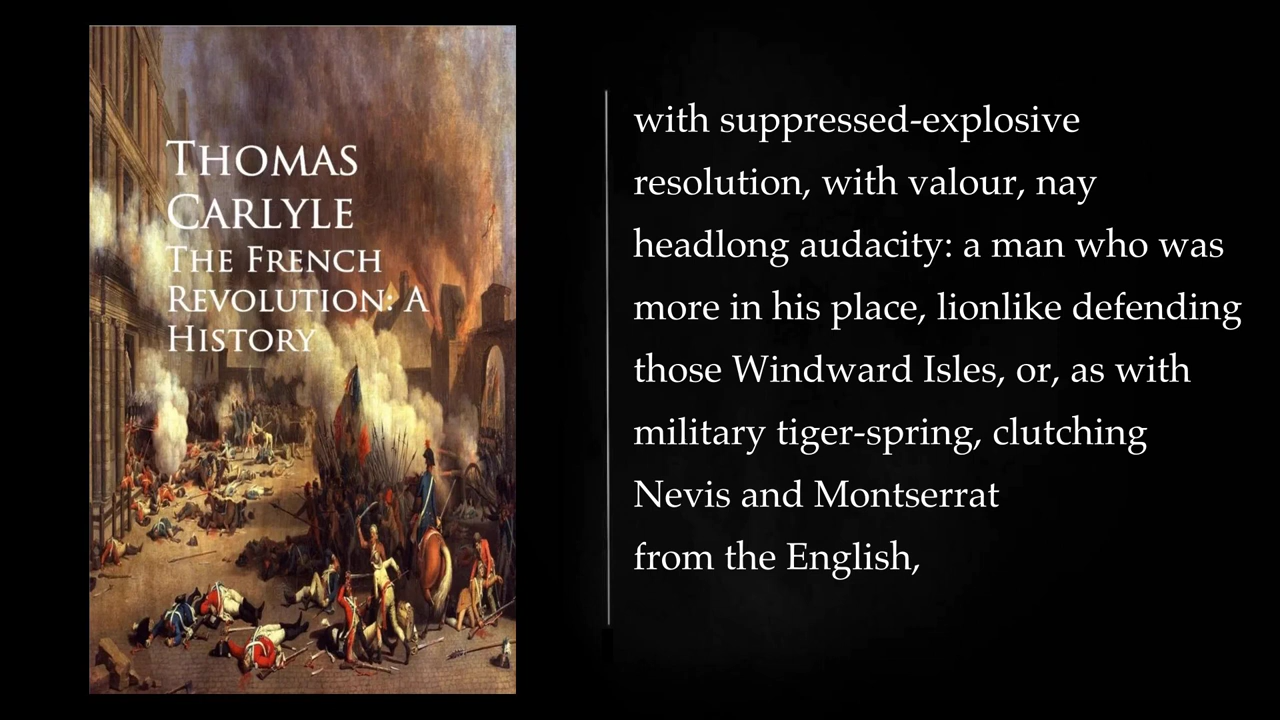 THOMAS
CARLYLE
THE FRENCH
REVOLUTION: A
HISTORY
with suppressed-explosive
resolution, with valour, nay
headlong audacity: a man who was
more in his place, lionlike defending
those Windward Isles, or, as with
military tiger-spring, clutching
Nevis and Montserrat
from the English,